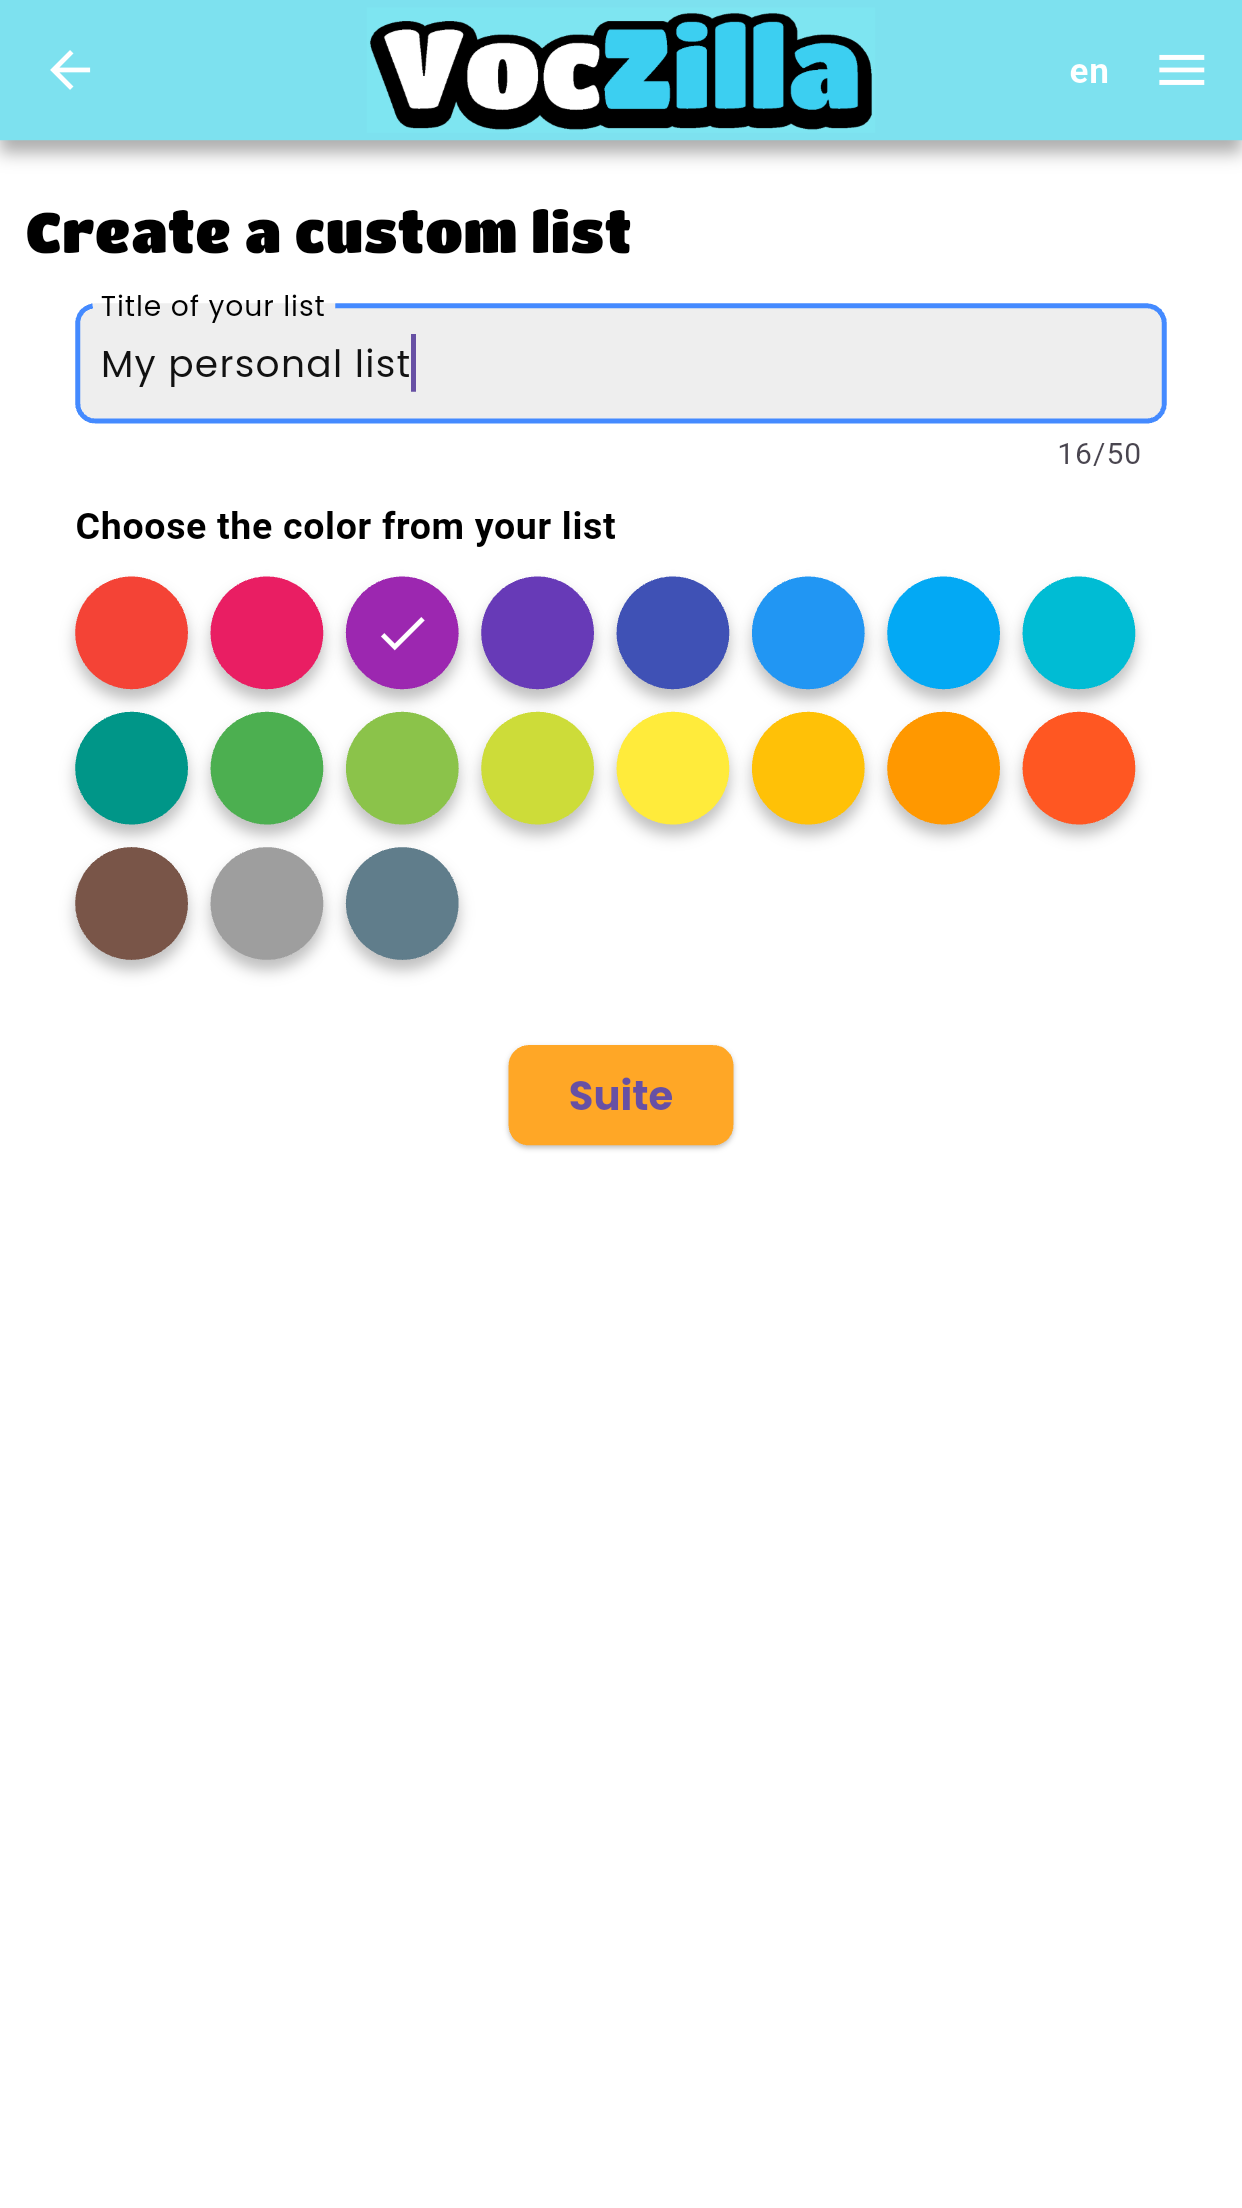 VocZilla
en
Create a custom list
Title of your list
My personal list
16/50
Choose the color from your list
Suite